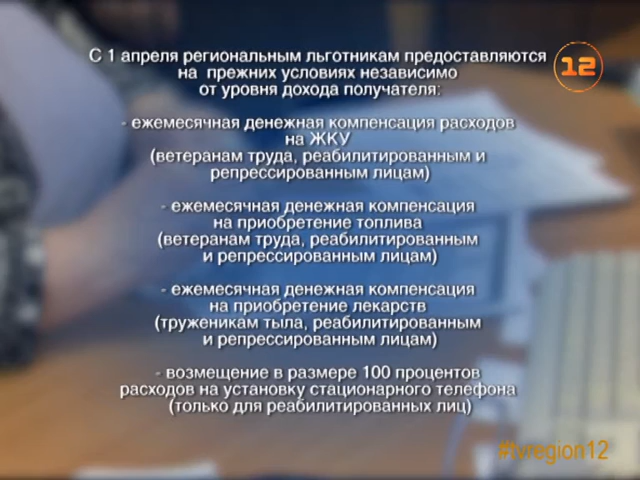 С 1 апреля региональным льготникам предоставляются
на прежних условиях независимо
от уровня дохода получателя:
- ежемесячная денежная компенсация расходов
на ЖКУ
(ветеранам труда, реабилитированным и
репрессированным лицам)
- ежемесячная денежная компенсация
на приобретение топлива
(ветеранам труда, реабилитированным
и репрессированным лицам)
- ежемесячная денежная компенсация
на приобретение лекарств
(труженикам тыла, реабилитированным
и репрессированным лицам)
- возмещение в размере 100 процентов
расходов на установку стационарного телефона
(только для реабилитированных лиц)
12
#tvregion12